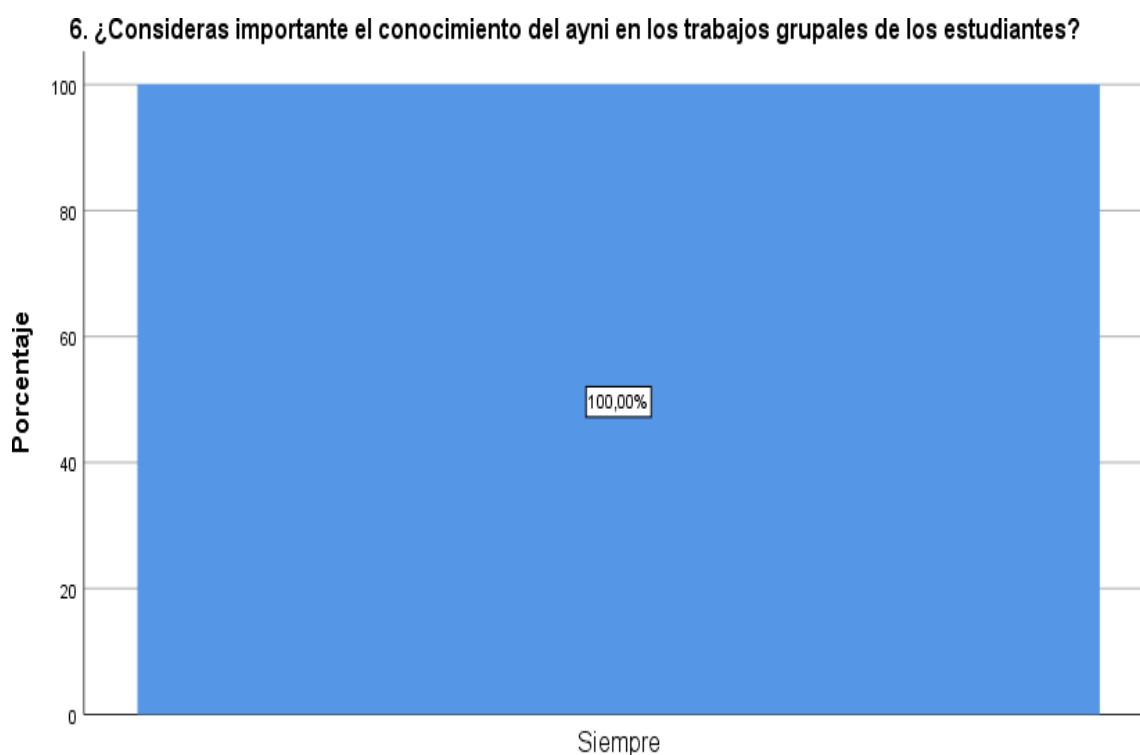 6. ¿Consideras importante el conocimiento del ayni en los trabajos grupales de los estudiantes?
100
80
60
40
20
0
Porcentaje
100,00%
Siempre